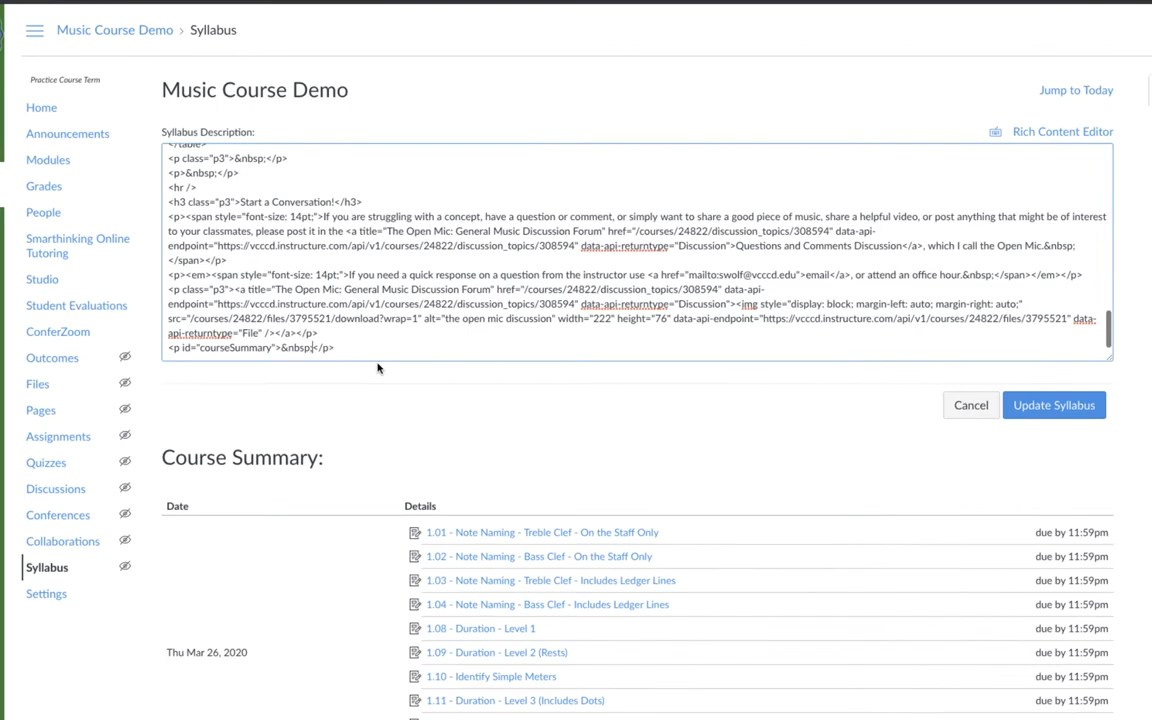 Music Course Demo › Syllabus
Practice Course Term
Home
Announcements
Modules
Grades
People
Smarthinking Online
Tutoring
Studio
Student Evaluations
ConferZoom
Outcomes
Files
Pages
Assignments
Quizzes
Discussions
Conferences
Collaborations
Syllabus
Settings
Music Course Demo
Jump to Today
Syllabus Description:
Rich Content Editor
</table>
<p class="p3">&nbsp;</p>
<p>&nbsp;</p>
<hr />
<h3 class="p3">Start a Conversation!</h3>
<p><span style="font-size: 14pt;">If you are struggling with a concept, have a question or comment, or simply want to share a good piece of music, share a helpful video, or post anything that might be of interest
to your classmates, please post it in the <a title="The Open Mic: General Music Discussion Forum" href="/courses/24822/discussion_topics/308594" data-api-
endpoint="https://vcccd.instructure.com/api/v1/courses/24822/discussion_topics/308594" data-api-returntype="Discussion">Questions and Comments Discussion</a>, which I call the Open Mic.&nbsp;
</span></p>
<p><em><span style="font-size: 14pt;">If you need a quick response on a question from the instructor use <a href="mailto:swolf@vcccd.edu">email</a>, or attend an office hour.&nbsp;</span></em></p>
<p class="p3"><a title="The Open Mic: General Music Discussion Forum" href="/courses/24822/discussion_topics/308594" data-api-
endpoint="https://vcccd.instructure.com/api/v1/courses/24822/discussion_topics/308594" data-api-returntype="Discussion"><img style="display: block; margin-left: auto; margin-right: auto;"
src="/courses/24822/files/3795521/download?wrap=1" alt="the open mic discussion" width="222" height="76" data-api-endpoint="https://vcccd.instructure.com/api/v1/courses/24822/files/3795521" data-
api-returntype="File" /></a></p>
<p id="courseSummary">&nbsp;</p>
Cancel
Update Syllabus
Course Summary:
Date Details
1.01 - Note Naming - Treble Clef - On the Staff Only due by 11:59pm
1.02 - Note Naming - Bass Clef - On the Staff Only due by 11:59pm
1.03 - Note Naming - Treble Clef - Includes Ledger Lines due by 11:59pm
1.04 - Note Naming - Bass Clef - Includes Ledger Lines due by 11:59pm
1.08 - Duration - Level 1 due by 11:59pm
Thu Mar 26, 2020 1.09 - Duration - Level 2 (Rests) due by 11:59pm
1.10 - Identify Simple Meters due by 11:59pm
1.11 - Duration - Level 3 (Includes Dots) due by 11:59pm